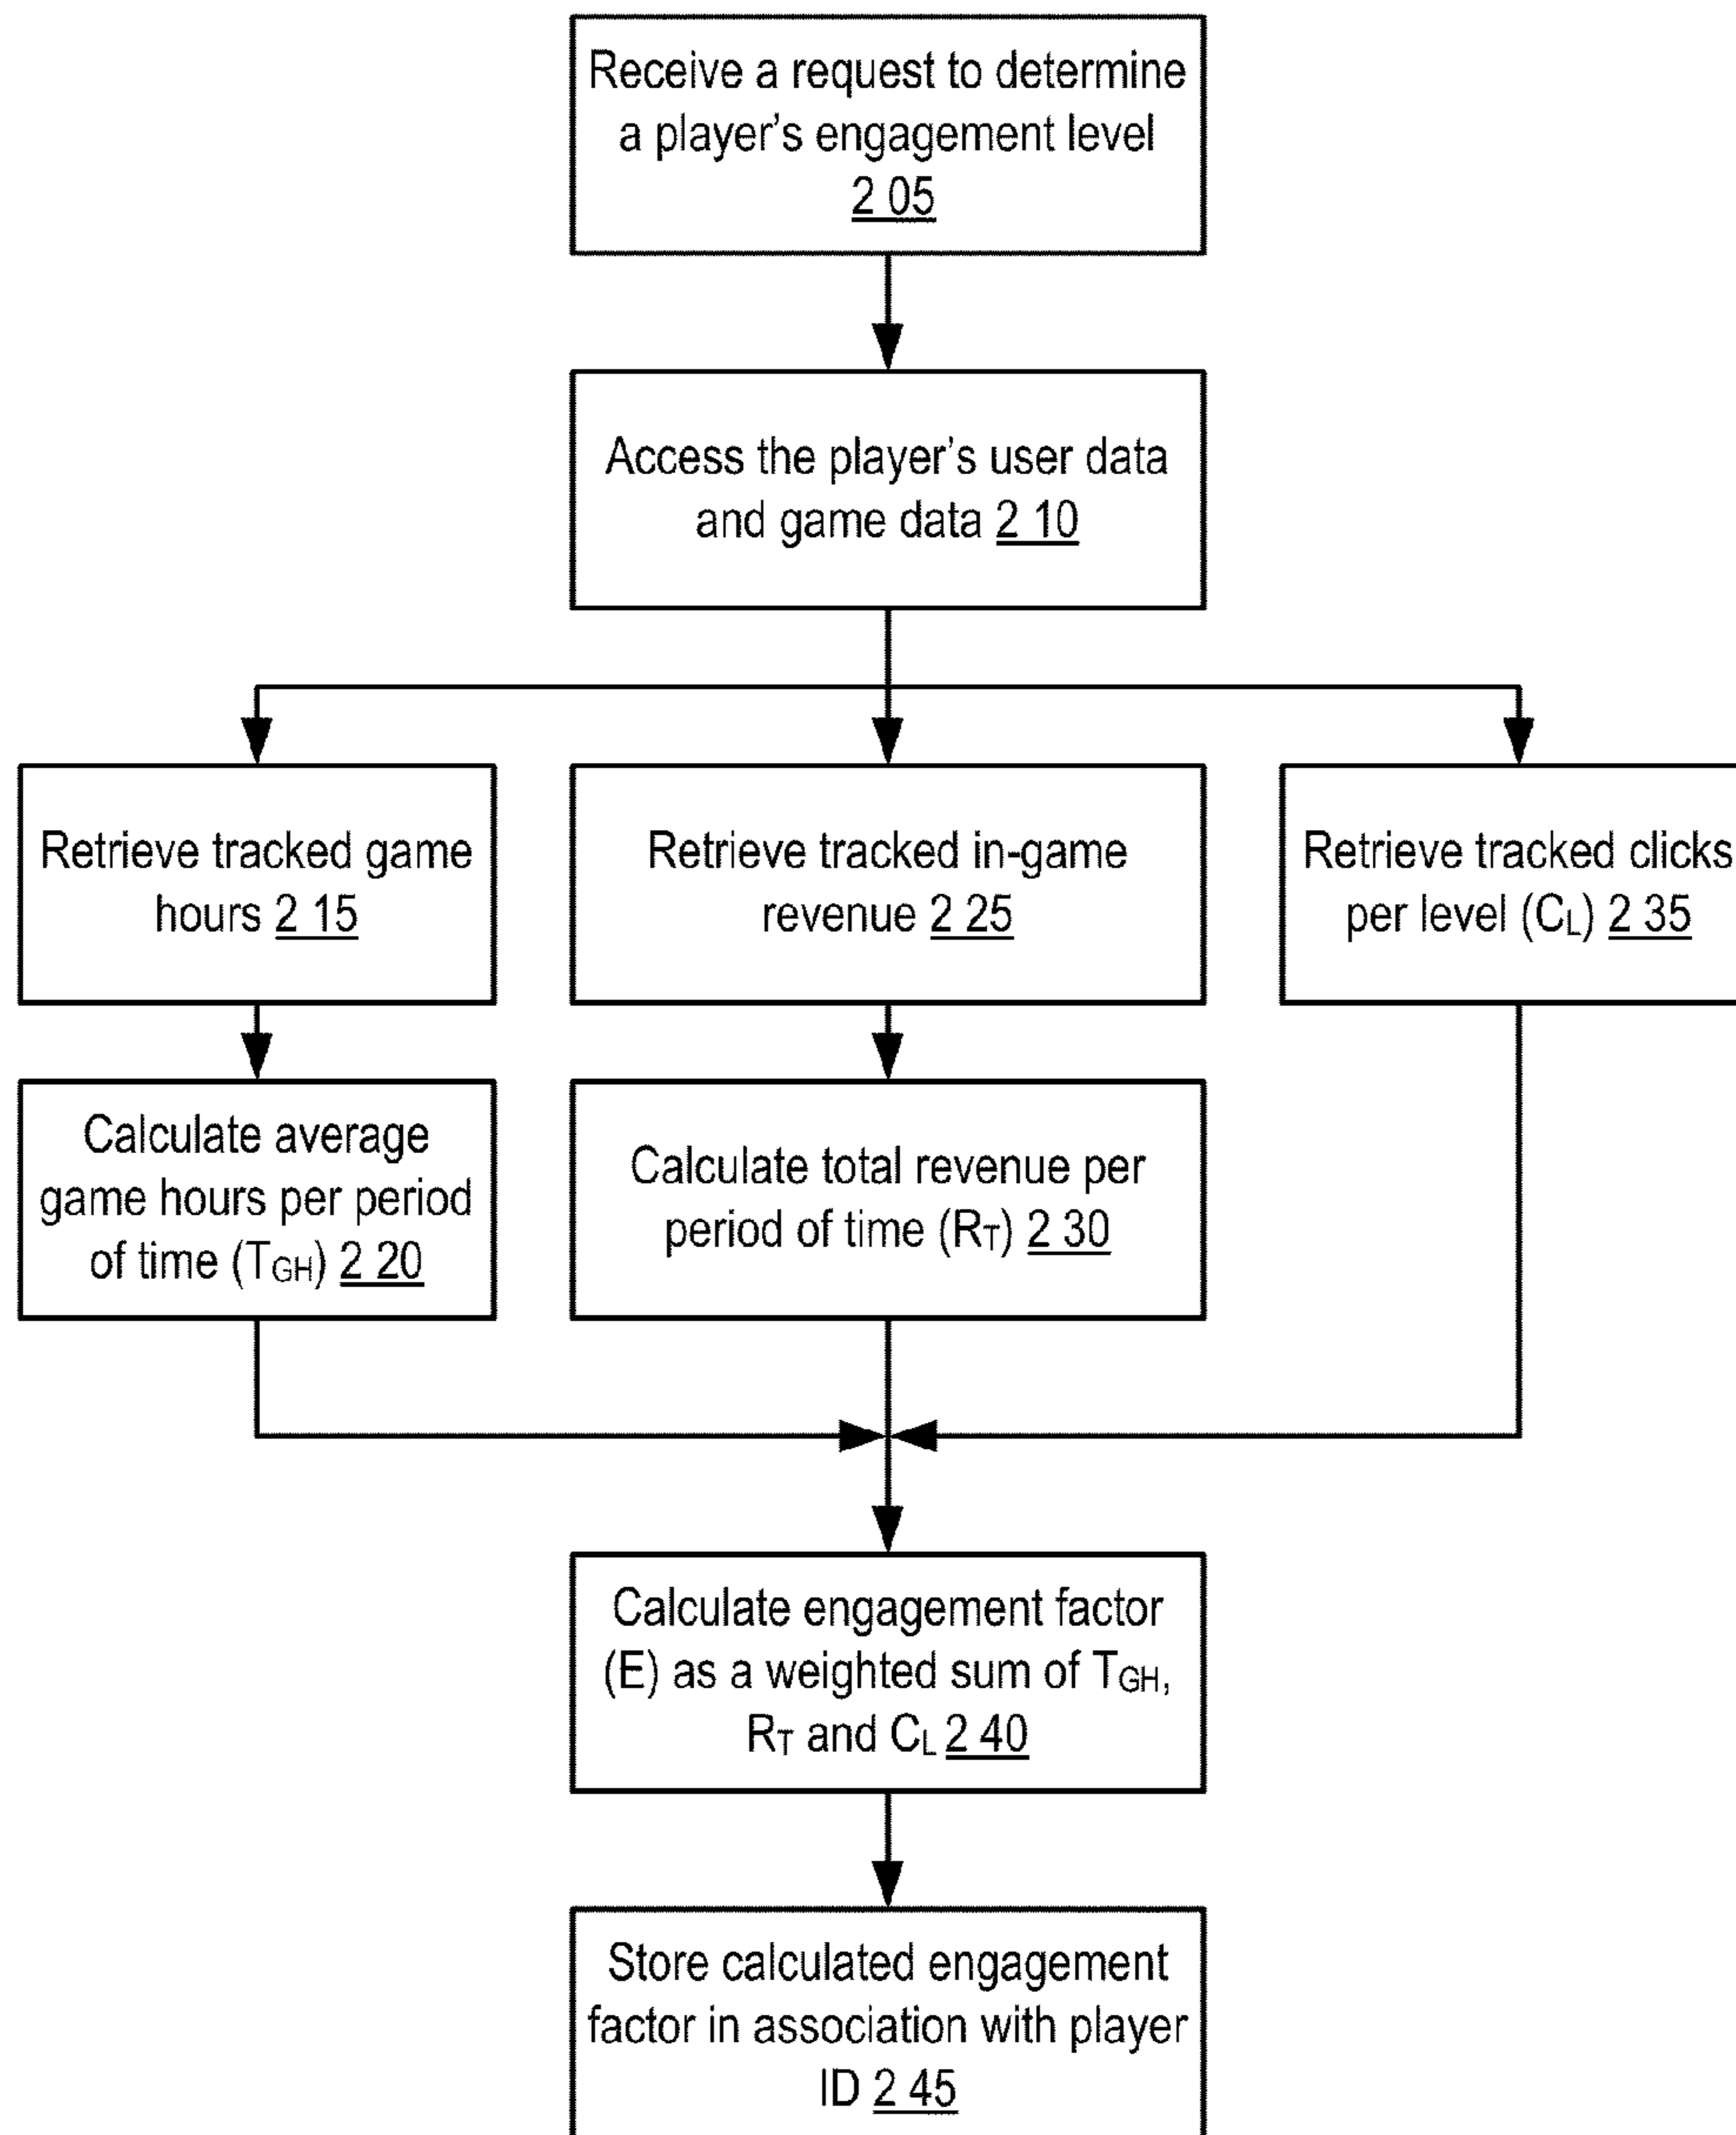 Receive a request to determine
a player's engagement level
2 05
Access the player's user data
and game data 2 10
Retrieve tracked game
hours 2 15
Retrieve tracked in-game
revenue 2 25
Retrieve tracked clicks
per level (CL) 2 35
Calculate average
game hours per period
of time (TGH) 2 20
Calculate total revenue per
period of time (RT) 2 30
Calculate engagement factor
(E) as a weighted sum of TGH,
RT and CL 2 40
Store calculated engagement
factor in association with player
ID 2 45